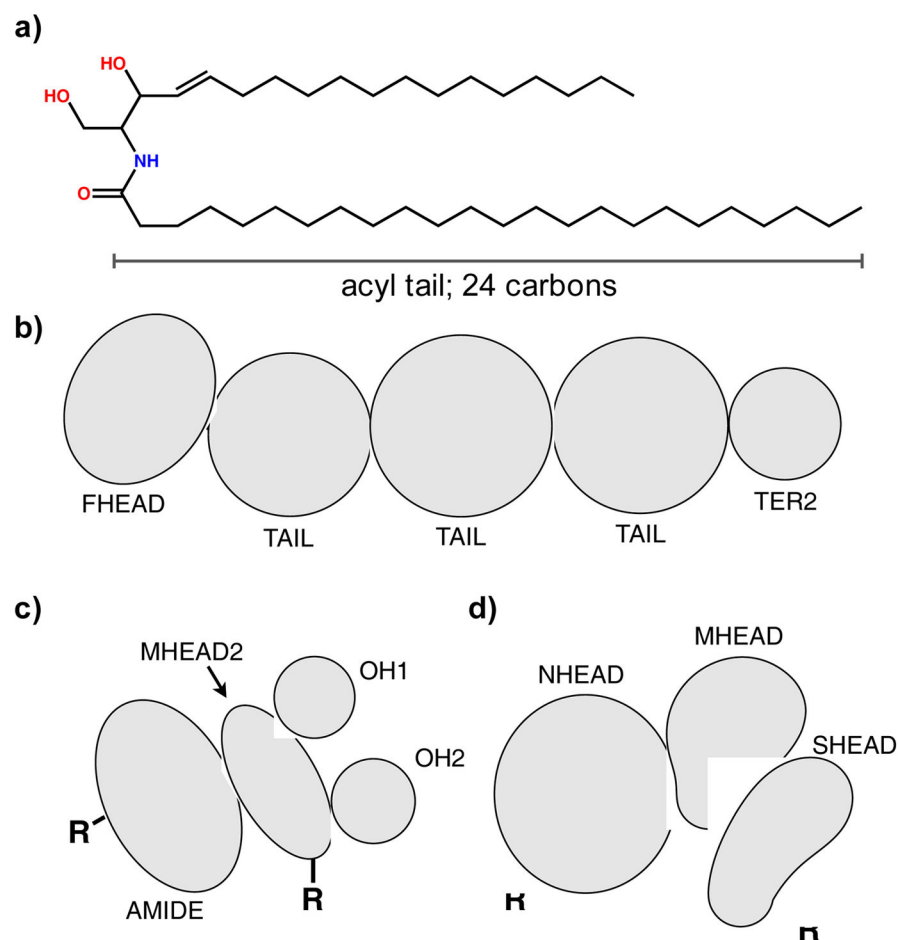 a)
HO
HO
NH
O
acyl tail; 24 carbons
b)
FHEAD
TAIL
TAIL
TAIL
TER2
c)
d)
MHEAD2
OH1
OH2
R
R
AMIDE
MHEAD
NHEAD
SHEAD
R
R